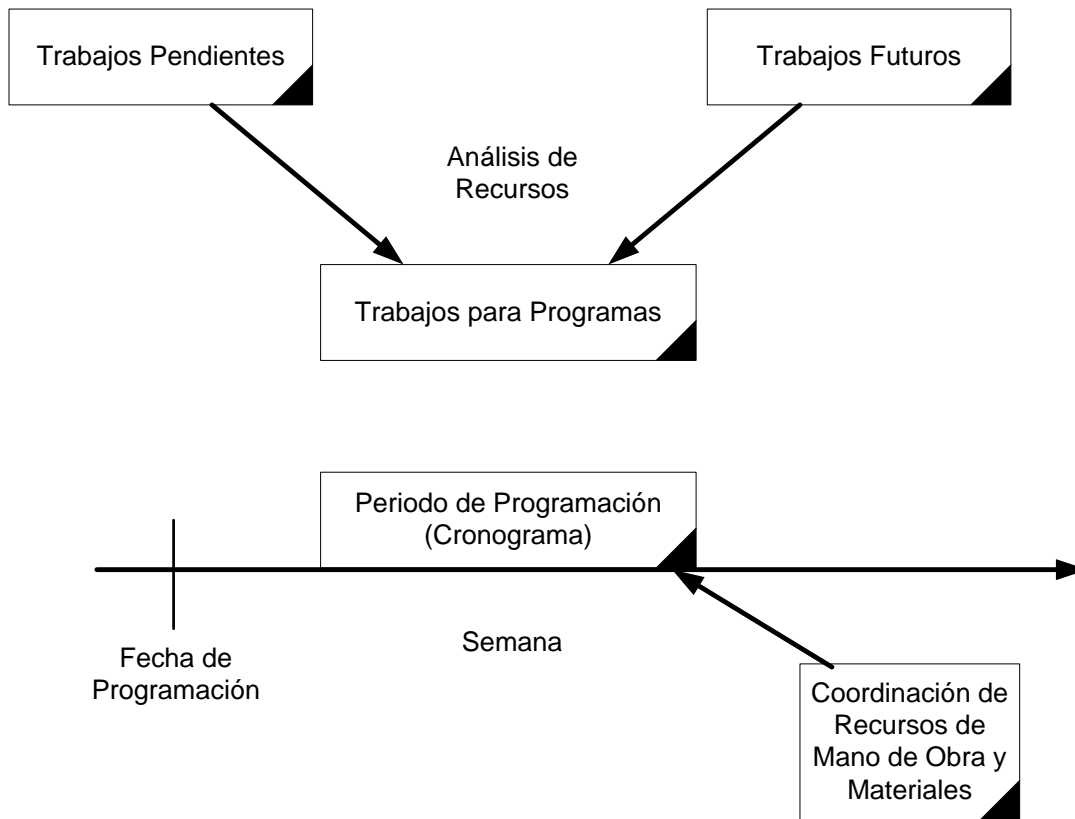 Trabajos Pendientes
Trabajos Futuros
Análisis de
Recursos
Trabajos para Programas
Periodo de Programación
(Cronograma)
Fecha de
Programación
Semana
Coordinación de
Recursos de
Mano de Obra y
Materiales